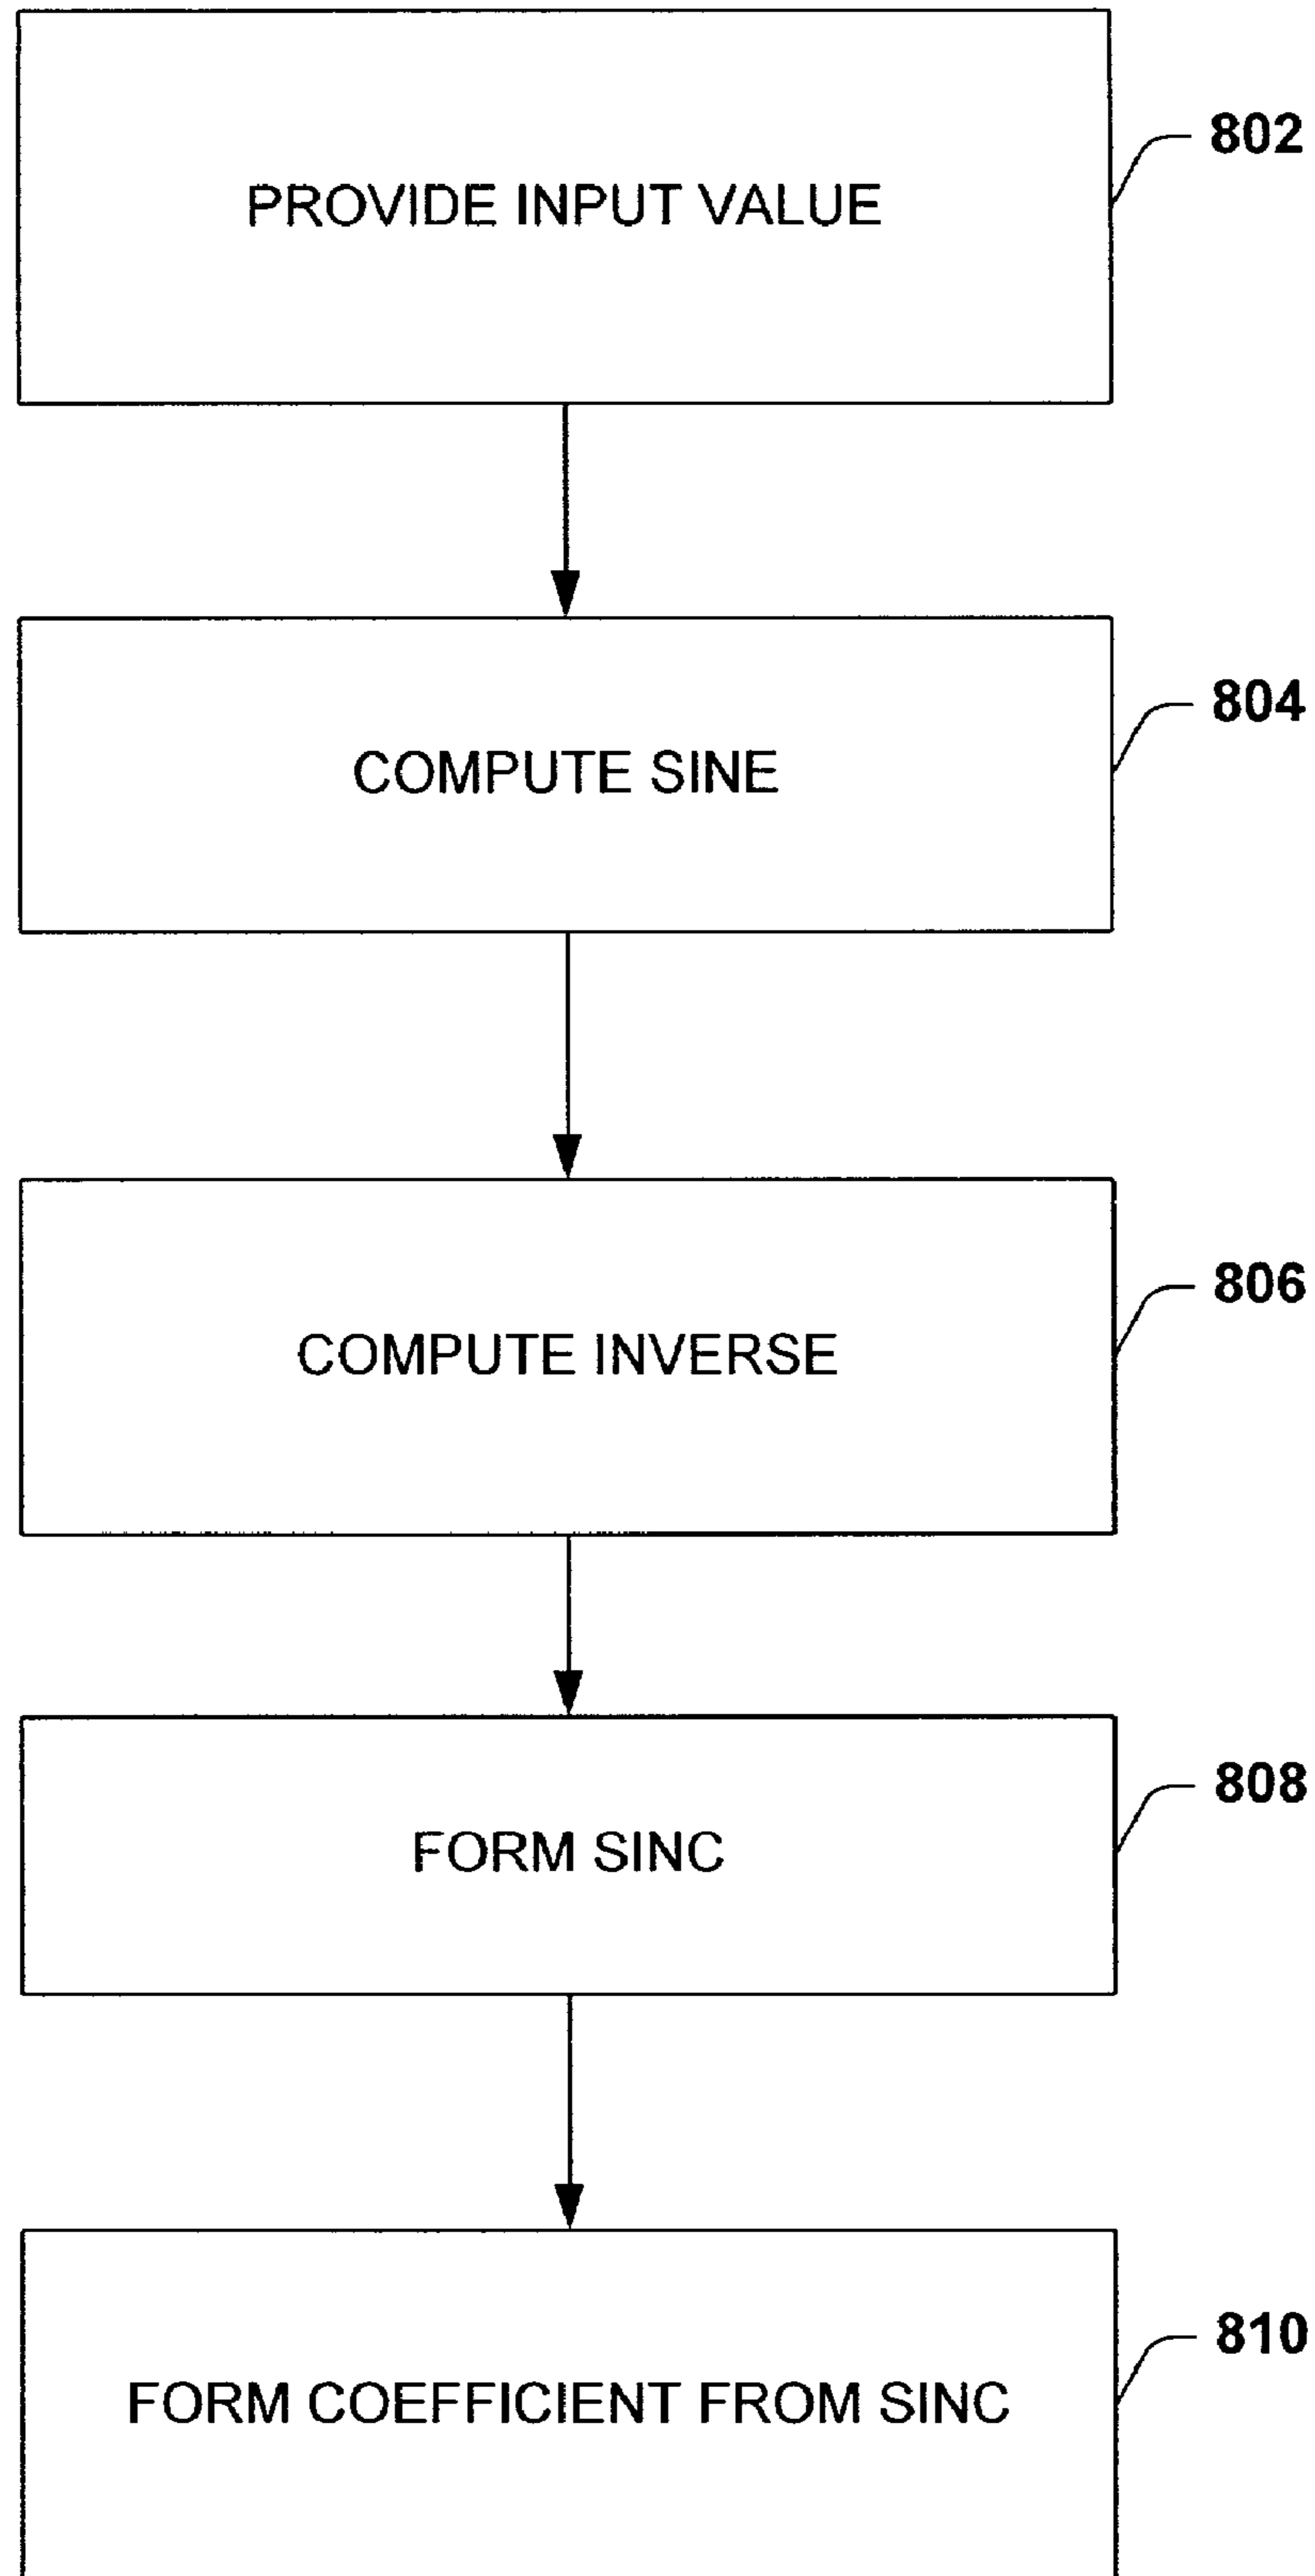 PROVIDE INPUT VALUE
802
COMPUTE SINE
804
COMPUTE INVERSE
806
FORM SINC
808
FORM COEFFICIENT FROM SINC
810